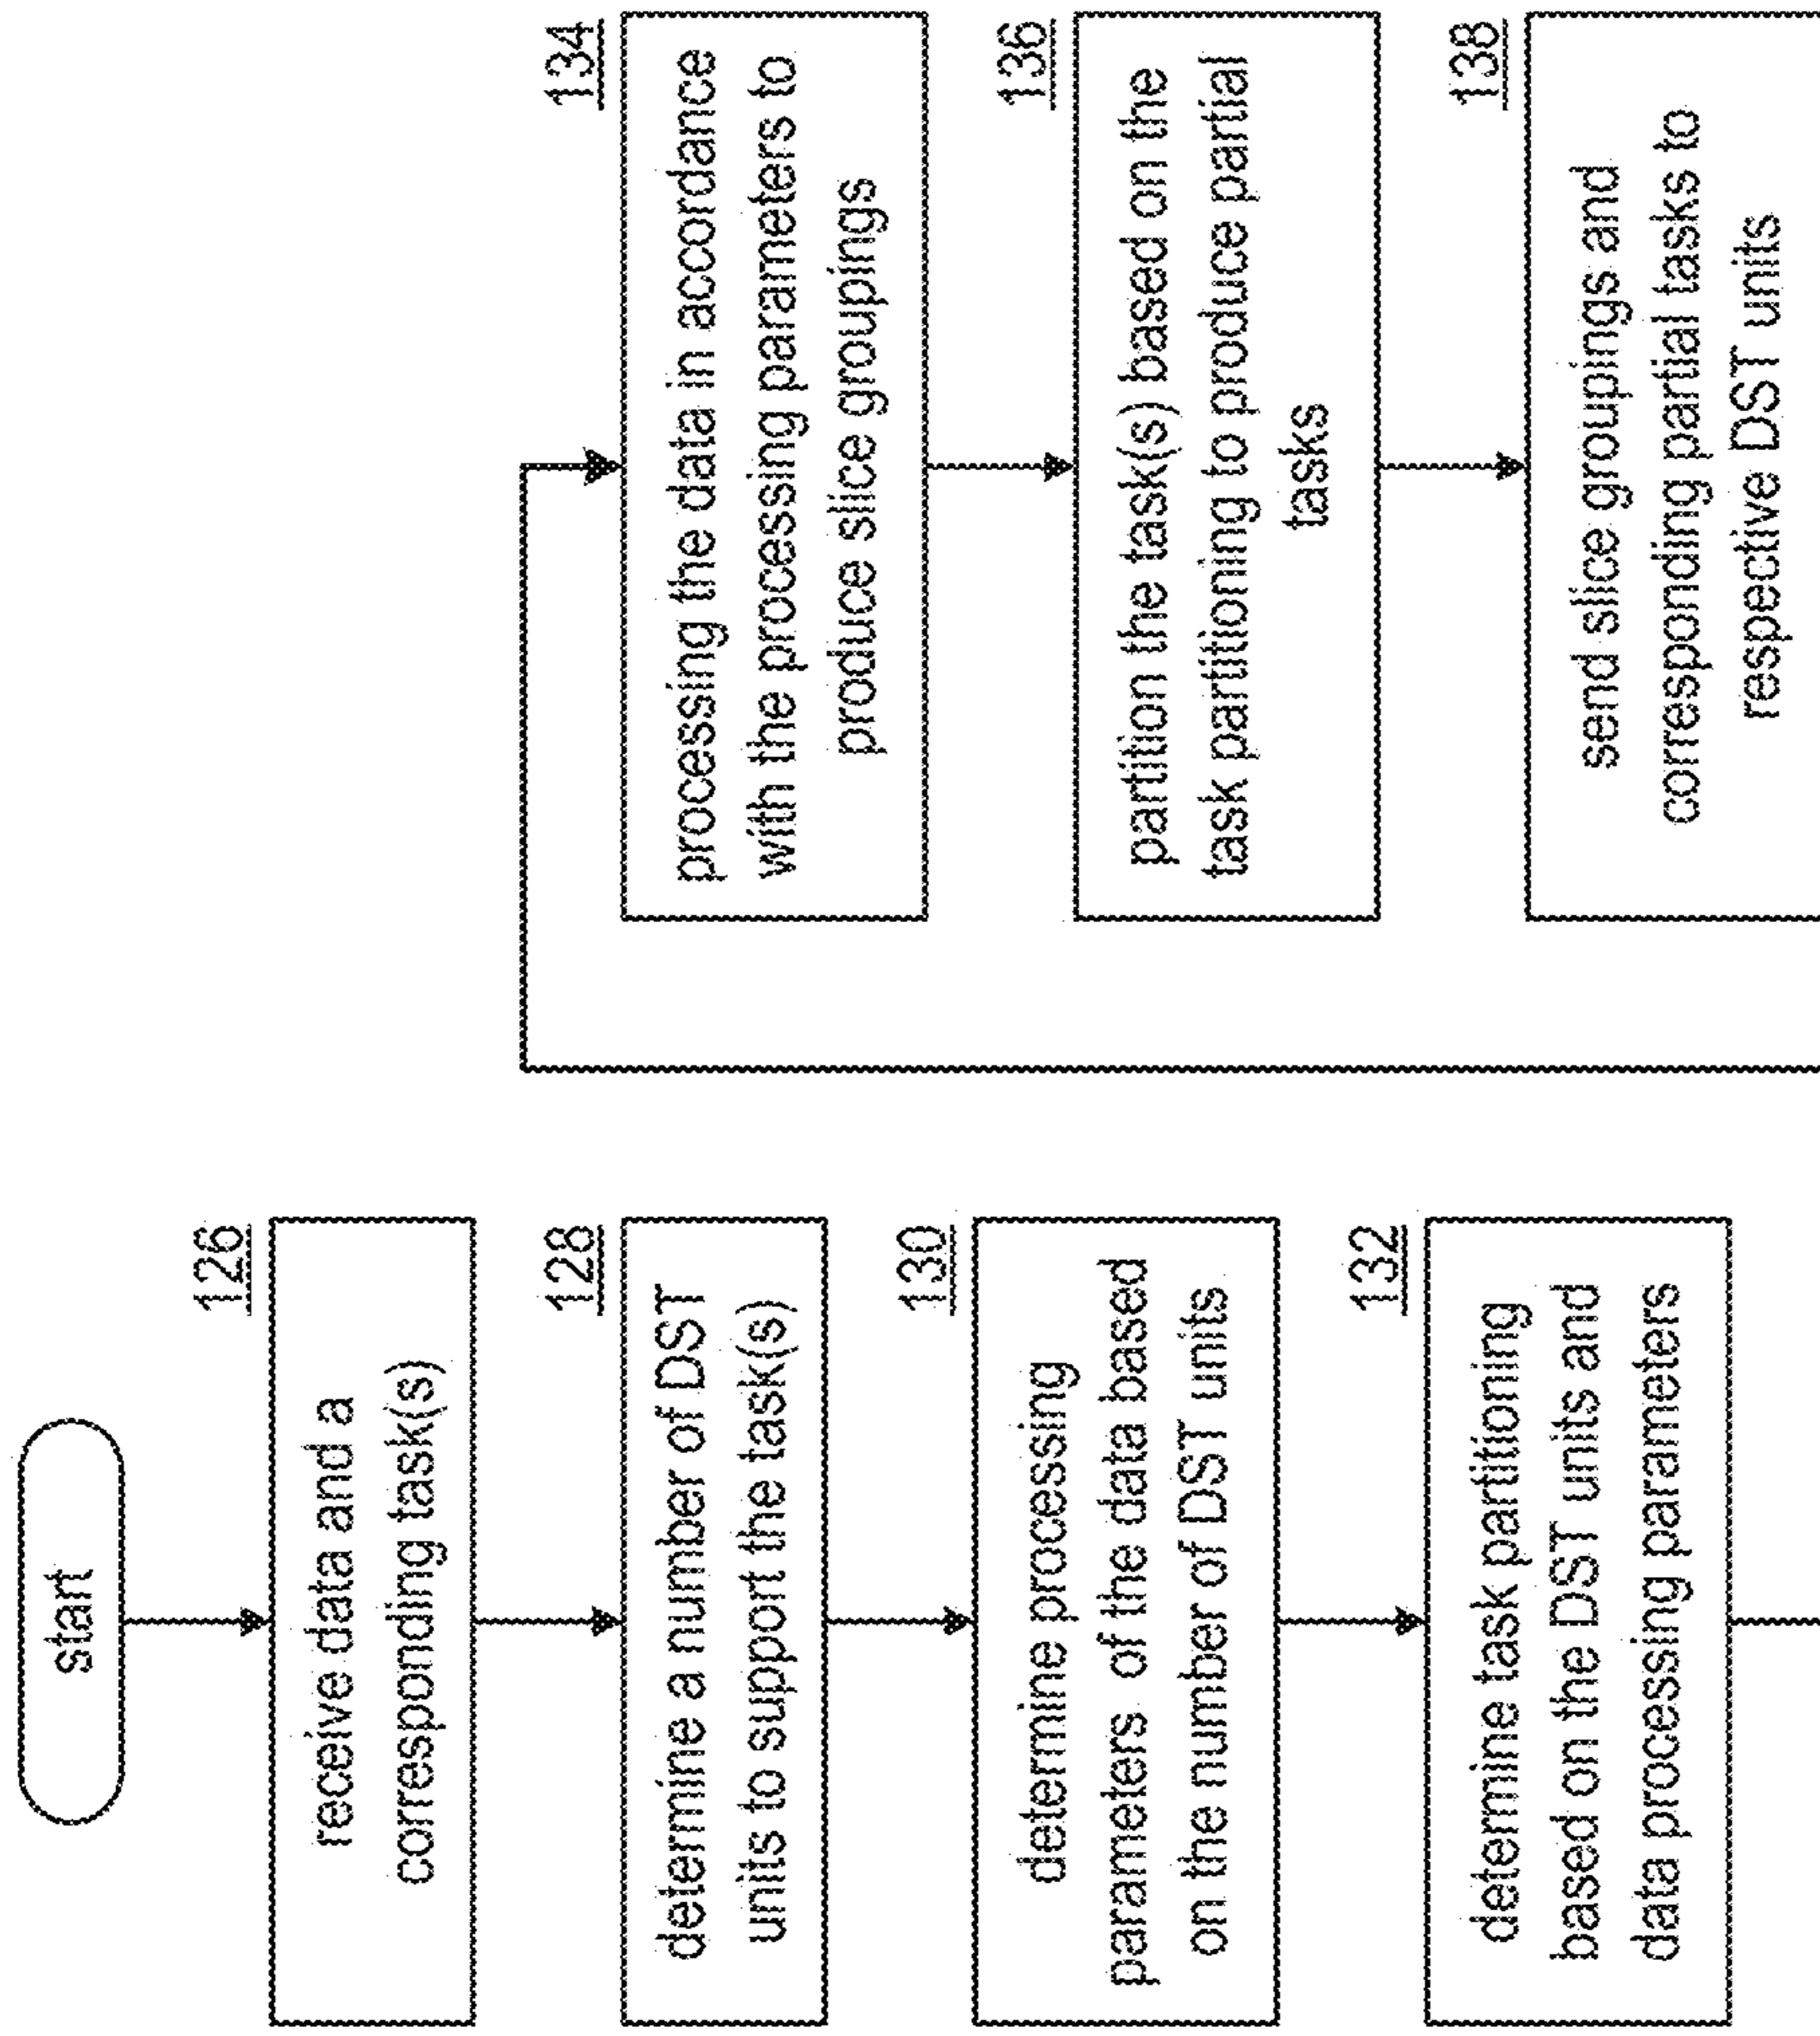 start
126
receive data and a
corresponding task(s)
128
determine a number of DST
units to support the task(s)
130
determine processing
parameters of the data based
on the number of DST units
132
determine task partitioning
based on the DST units and
data processing parameters
134
processing the data in accordance
with the processing parameters to
produce slice groupings
136
partition the task(s) based on the
task partitioning to produce partial
tasks
138
send slice groupings and
corresponding partial tasks to
respective DST units